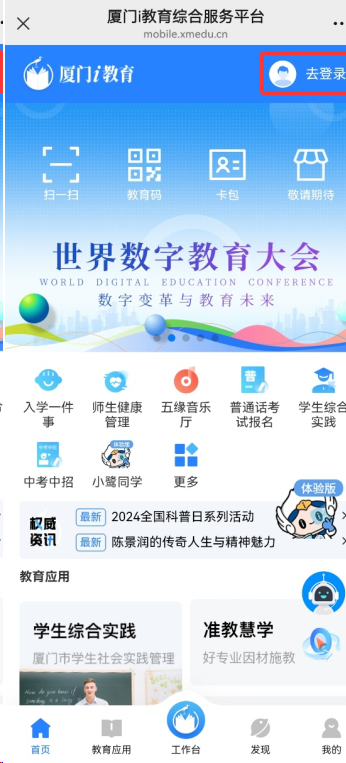 厦门i教育综合服务平台
mobile.xmedu.cn
厦门i教育
去登录
扫一扫
教育码
卡包
敬请期待
世界数字教育大会
WORLD DIGITAL EDUCATION CONFERENCE
数字变革与教育未来
入学一件事
师生健康管理
五缘音乐厅
普通话考试报名
学生综合实践
中考中招
小鹭同学
更多
体验版
权威资讯
最新 2024全国科普日系列活动
最新 陈景润的传奇人生与精神魅力
体验版
教育应用
学生综合实践
厦门市学生社会实践管理
准教慧学
好专业因材施教
首页
教育应用
工作台
发现
我的